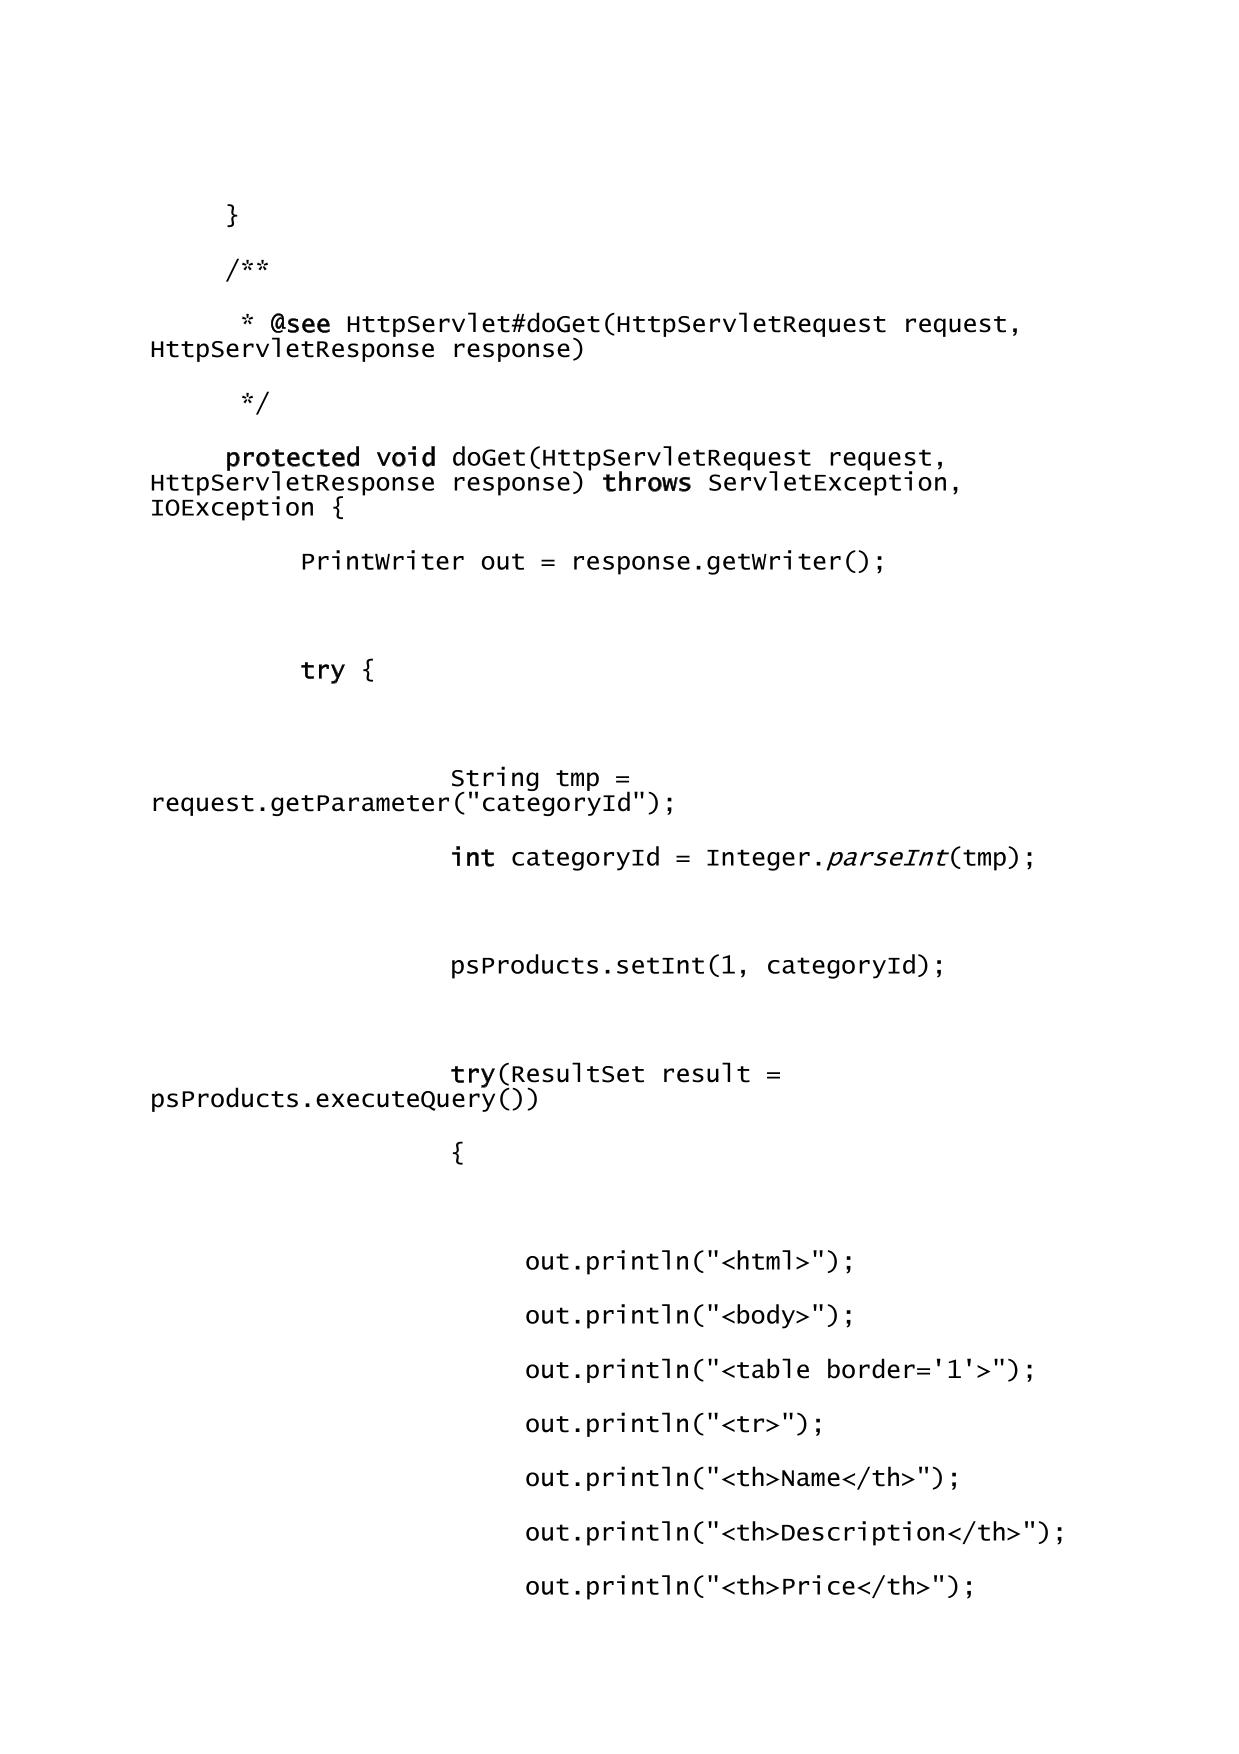 }
/**
* @see HttpServlet#doGet(HttpServletRequest request,
HttpServletResponse response)
*/
protected void doGet(HttpServletRequest request,
HttpServletResponse response) throws ServletException,
IOException {
PrintWriter out = response.getWriter();
try {
String tmp =
request.getParameter("categoryId");
int categoryId = Integer.parseInt(tmp);
psProducts.setInt(1, categoryId);
try(ResultSet result =
psProducts.executeQuery())
{
out.println("<html>");
out.println("<body>");
out.println("<table border='1'>");
out.println("<tr>");
out.println("<th>Name</th>");
out.println("<th>Description</th>");
out.println("<th>Price</th>");